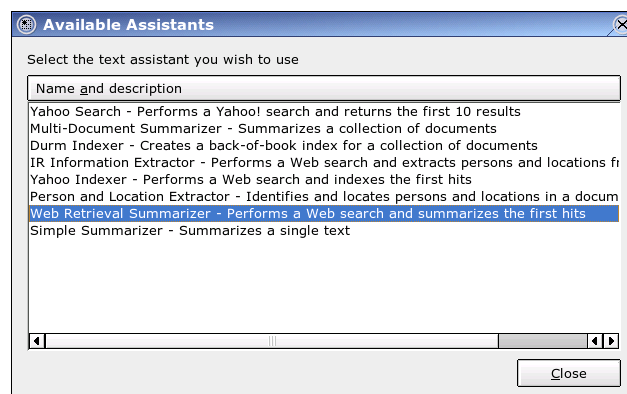 Available Assistants
Select the text assistant you wish to use
Name and description
Yahoo Search - Performs a Yahoo! search and returns the first 10 results
Multi-Document Summarizer - Summarizes a collection of documents
Durm Indexer - Creates a back-of-book index for a collection of documents
IR Information Extractor - Performs a Web search and extracts persons and locations fr
Yahoo Indexer - Performs a Web search and indexes the first hits
Person and Location Extractor - Identifies and locates persons and locations in a docum
Web Retrieval Summarizer - Performs a Web search and summarizes the first hits
Simple Summarizer - Summarizes a single text
Close